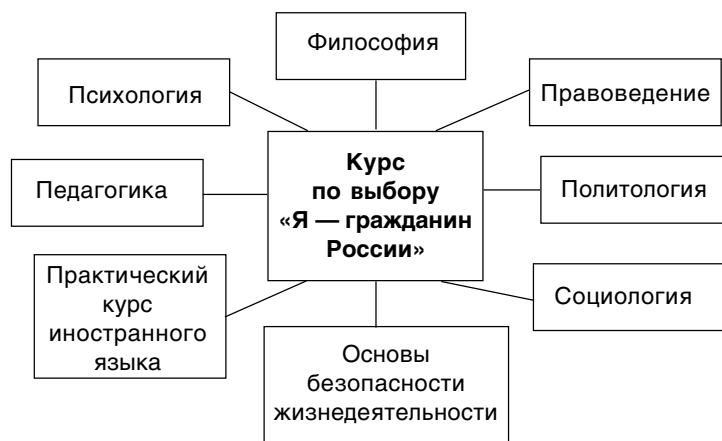 Философия
Психология
Правоведение
Курс
по выбору
«Я — гражданин
России»
Педагогика
Политология
Практический
курс
иностранного
языка
Социология
Основы
безопасности
жизнедеятельности